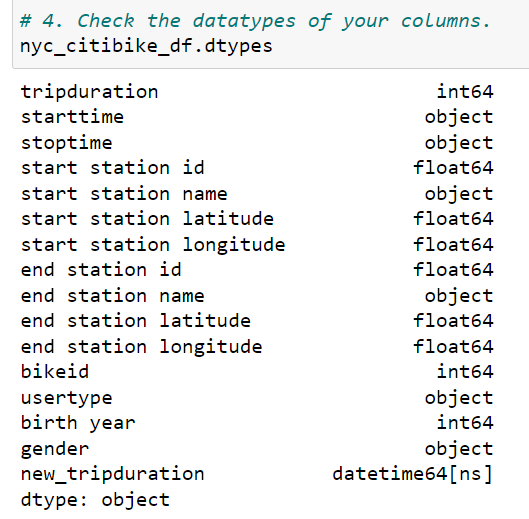 # 4. Check the datatypes of your columns.
nyc_citibike_df.dtypes
tripduration int64
starttime object
stoptime object
start station id float64
start station name object
start station latitude float64
start station longitude float64
end station id float64
end station name object
end station latitude float64
end station longitude float64
bikeid int64
usertype object
birth year int64
gender object
new_tripduration datetime64[ns]
dtype: object